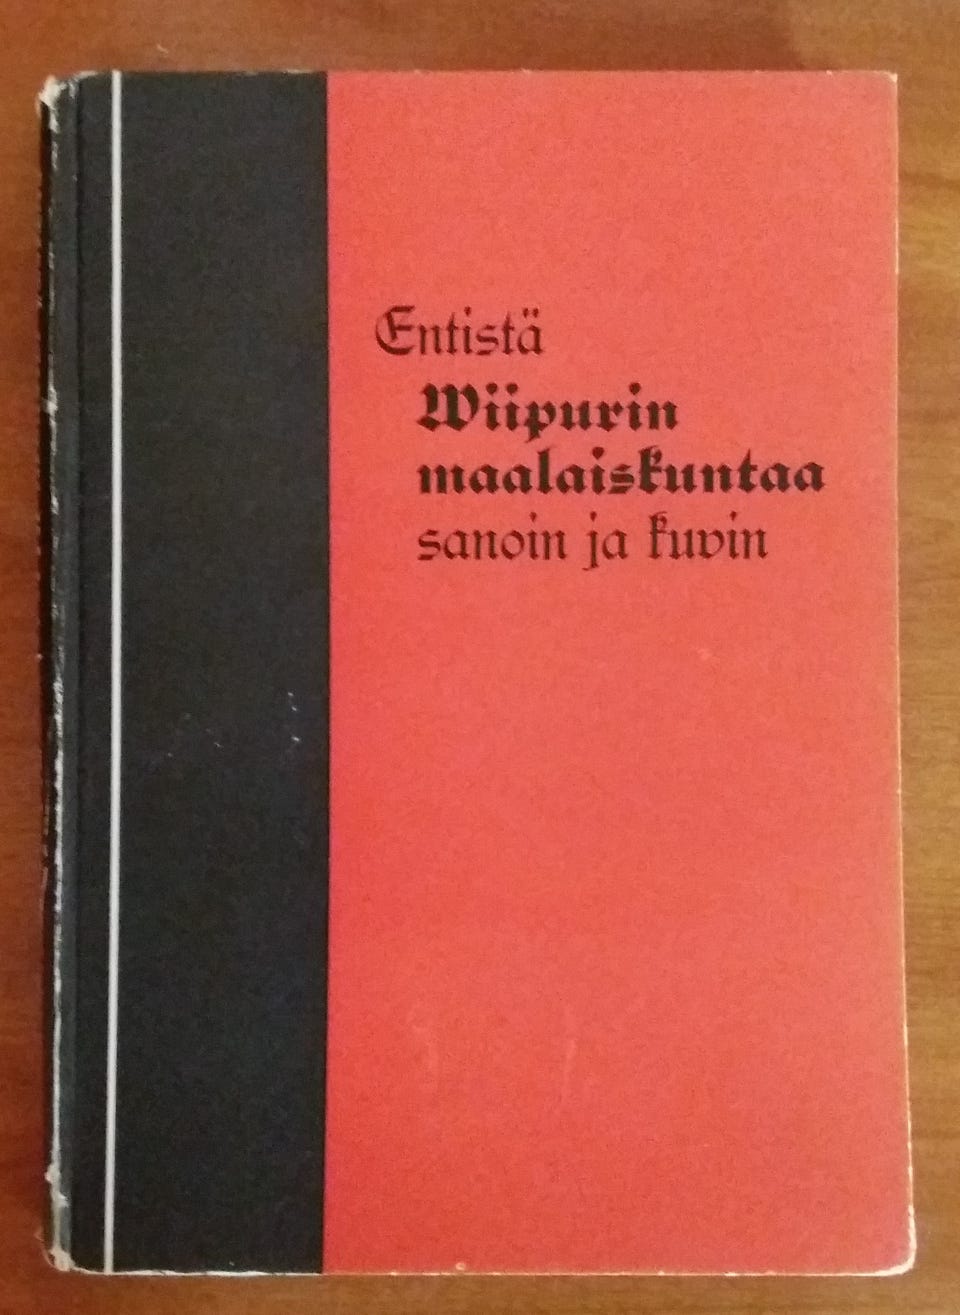 Entistä
Wiipurin
maalaiskuntaa
sanoin ja kuvin